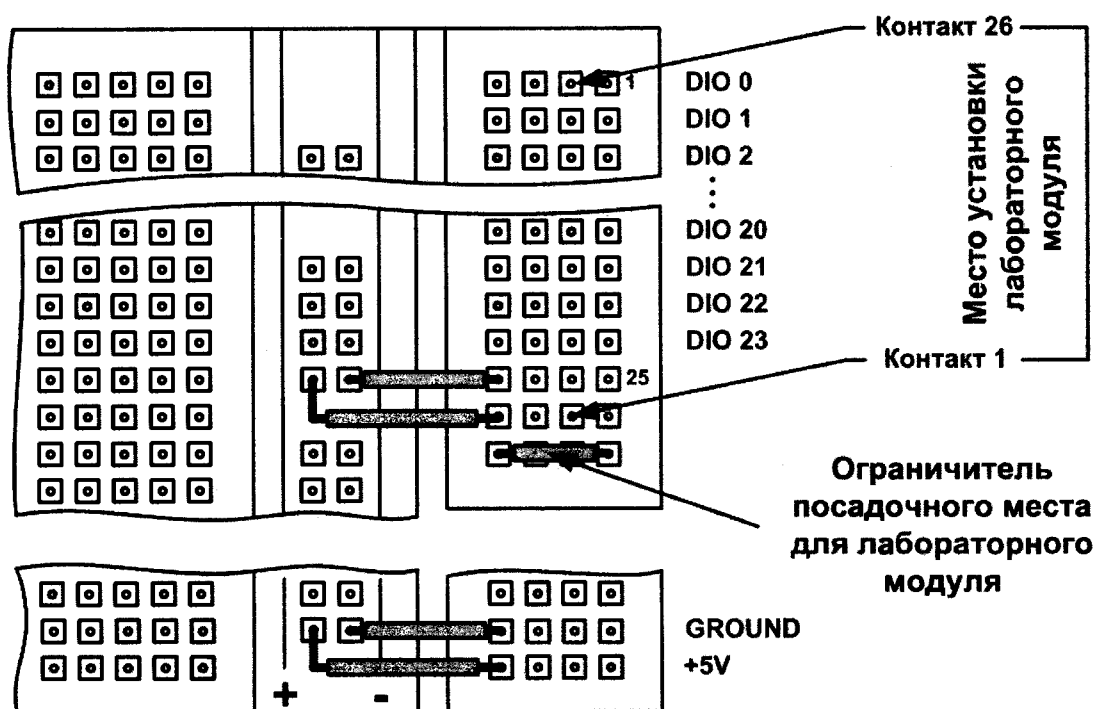 Контакт 26
1
DIO 0
DIO 1
DIO 2
⋮
DIO 20
DIO 21
DIO 22
DIO 23
Место установки
лабораторного
модуля
25
Контакт 1
Ограничитель
посадочного места
для лабораторного
модуля
GROUND
+5V
+ -